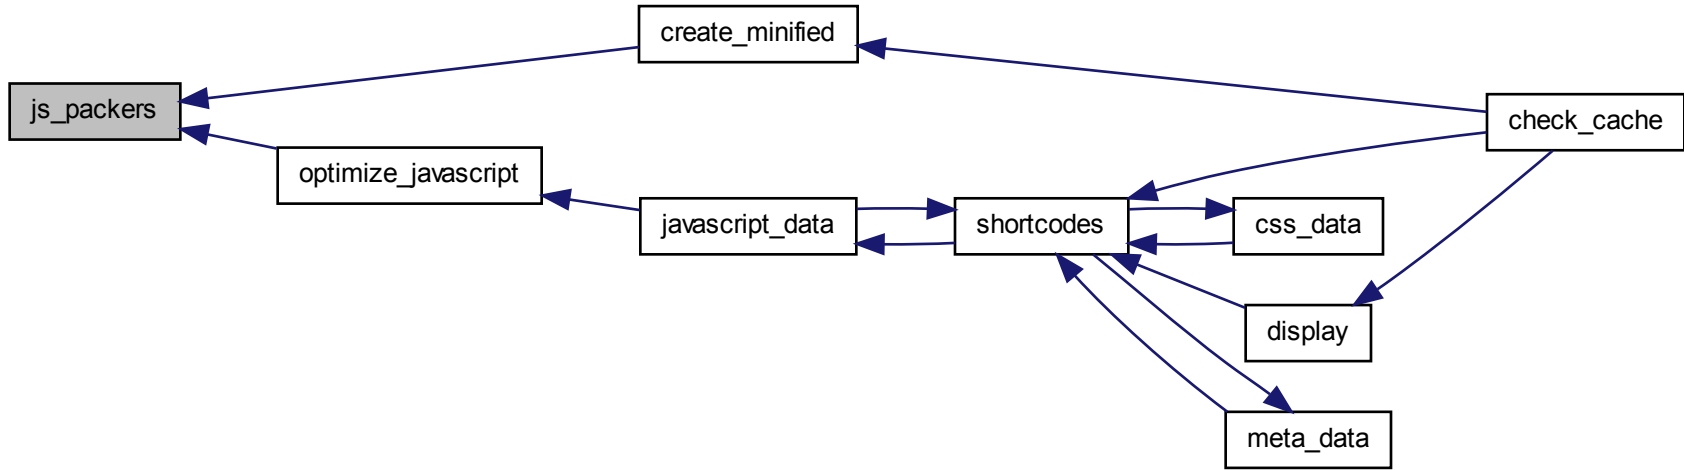 create_minified
js_packers
check_cache
optimize_javascript
javascript_data
shortcodes
css_data
display
meta_data